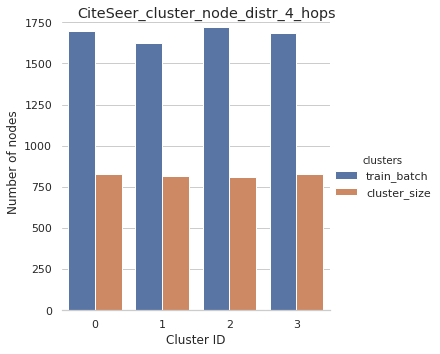 CiteSeer_cluster_node_distr_4_hops
1750
1500
1250
1000
750
500
250
0
Number of nodes
0 1 2 3
Cluster ID
clusters
train_batch
cluster_size